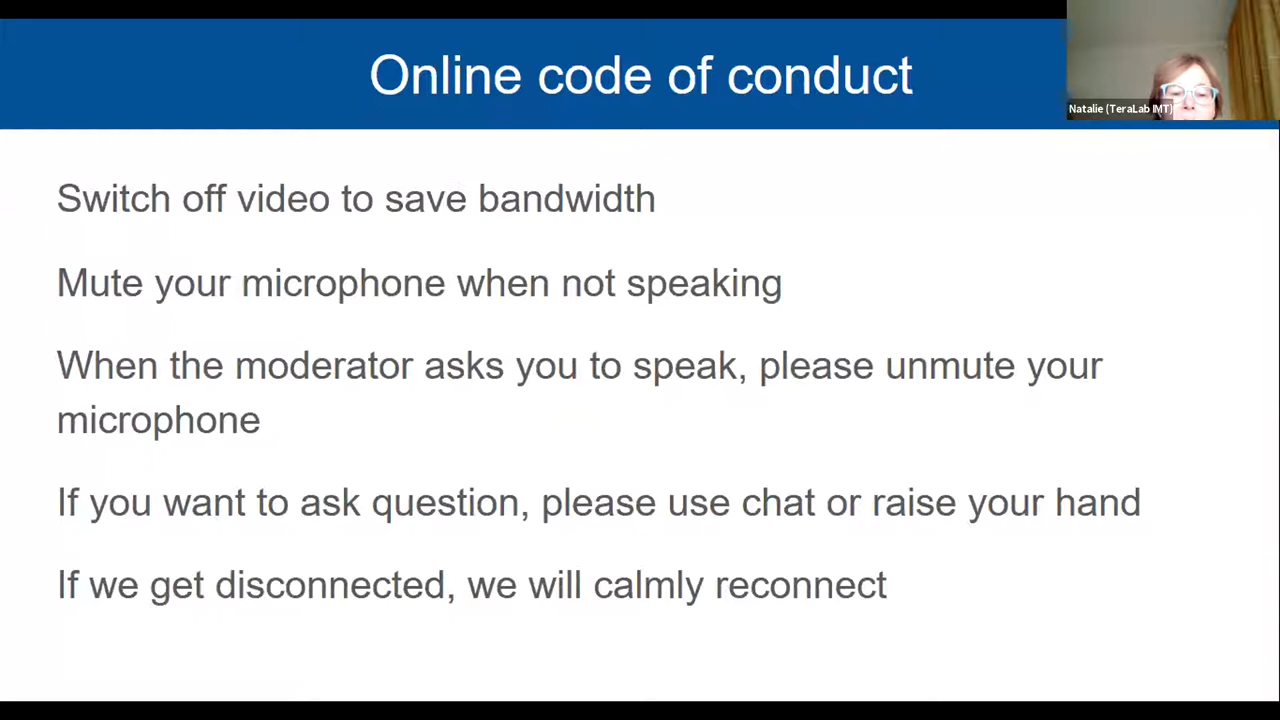 Online code of conduct
Natalie (TeraLab IMT)
Switch off video to save bandwidth
Mute your microphone when not speaking
When the moderator asks you to speak, please unmute your
microphone
If you want to ask question, please use chat or raise your hand
If we get disconnected, we will calmly reconnect